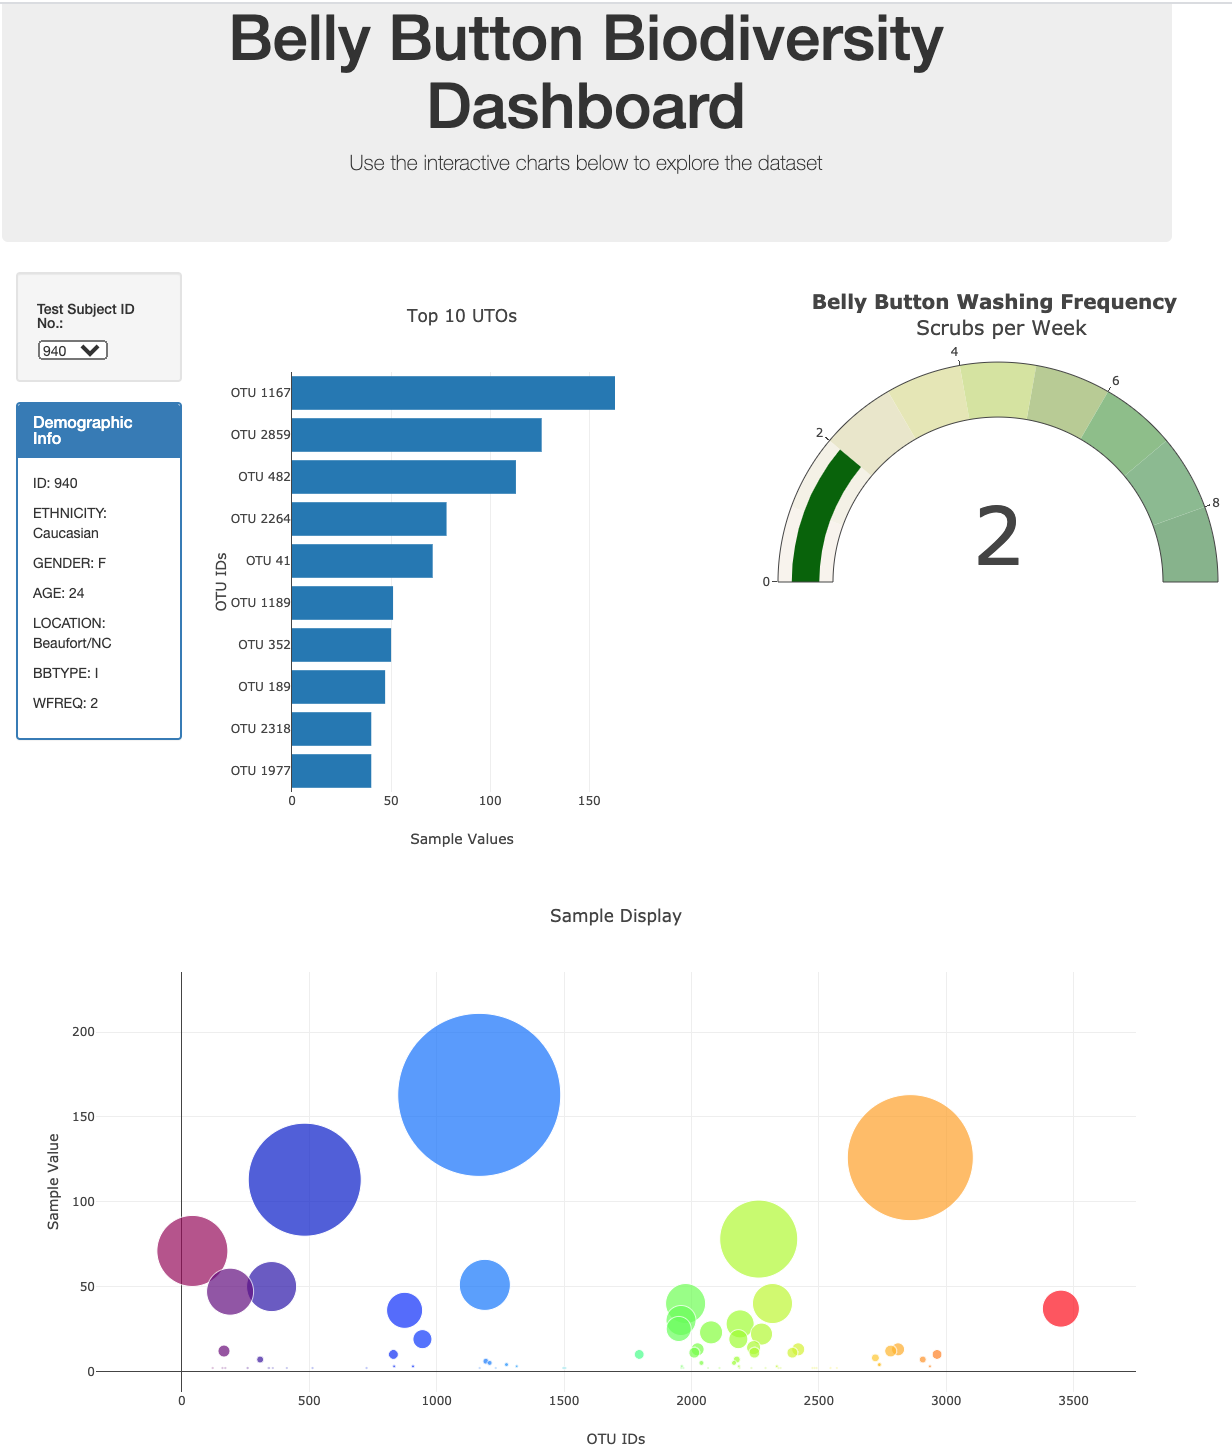 Belly Button Biodiversity
Dashboard
Use the interactive charts below to explore the dataset
Test Subject ID
No.:
940
Demographic
Info
ID: 940
ETHNICITY:
Caucasian
GENDER: F
AGE: 24
LOCATION:
Beaufort/NC
BBTYPE: I
WFREQ: 2
Top 10 UTOs
OTU IDs
OTU 1167
OTU 2859
OTU 482
OTU 2264
OTU 41
OTU 1189
OTU 352
OTU 189
OTU 2318
OTU 1977
0 50 100 150
Sample Values
Belly Button Washing Frequency
Scrubs per Week
0
2
4
6
8
2
Sample Display
Sample Value
200
150
100
50
0
0 500 1000 1500 2000 2500 3000 3500
OTU IDs